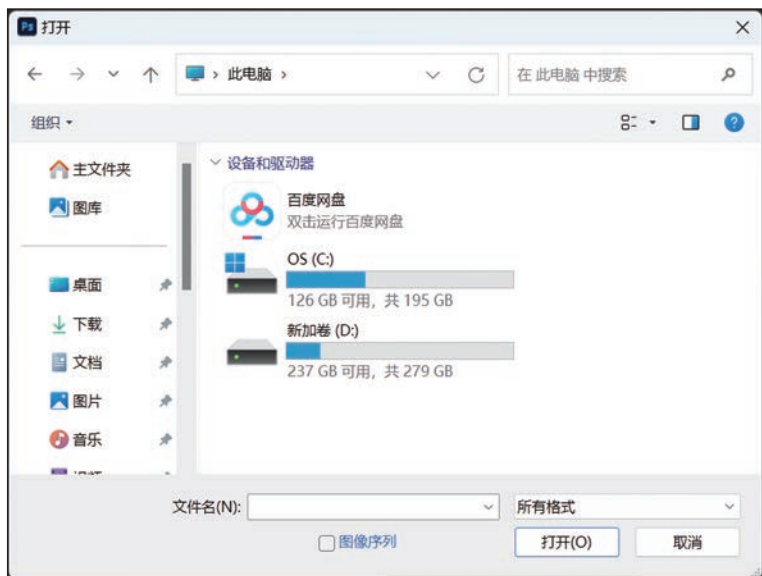 Ps 打开
此电脑
在 此电脑 中搜索
组织
主文件夹
图库
桌面
下载
文档
图片
音乐
设备和驱动器
百度网盘
双击运行百度网盘
OS (C:)
126 GB 可用, 共 195 GB
新加卷 (D:)
237 GB 可用, 共 279 GB
文件名(N):
所有格式
图像序列
打开(O)
取消